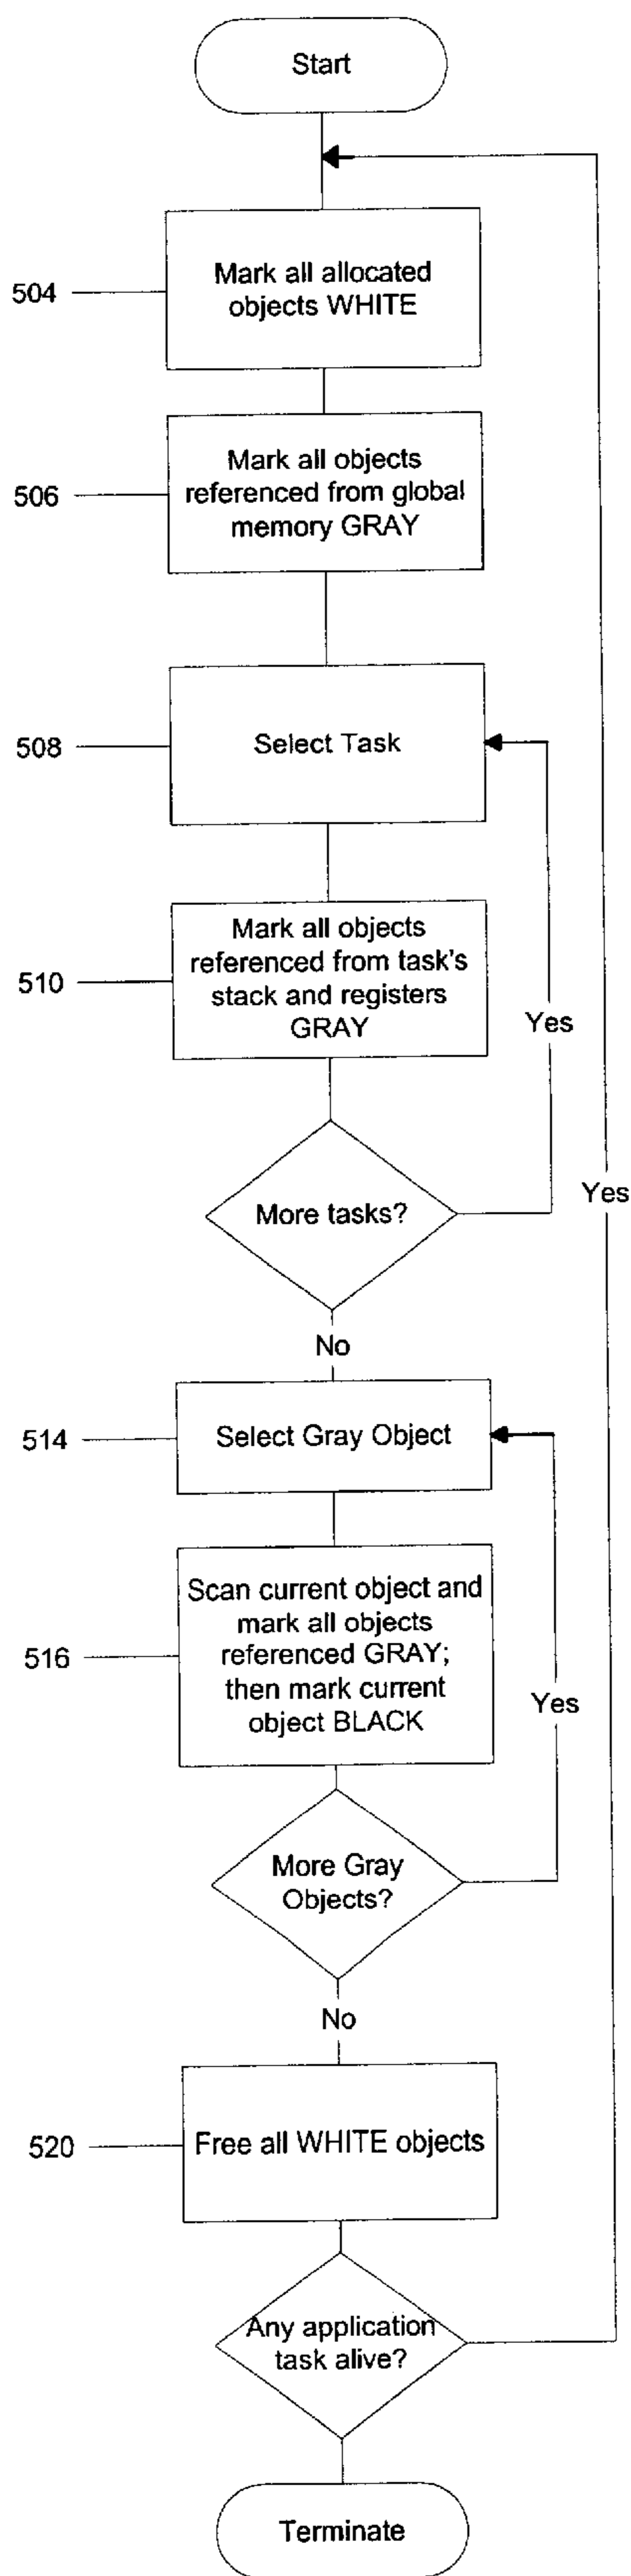 Start
504
Mark all allocated
objects WHITE
506
Mark all objects
referenced from global
memory GRAY
508
Select Task
510
Mark all objects
referenced from task's
stack and registers
GRAY
Yes
More tasks?
Yes
No
514
Select Gray Object
516
Scan current object and
mark all objects
referenced GRAY;
then mark current
object BLACK
Yes
More Gray
Objects?
No
520
Free all WHITE objects
Any application
task alive?
Terminate